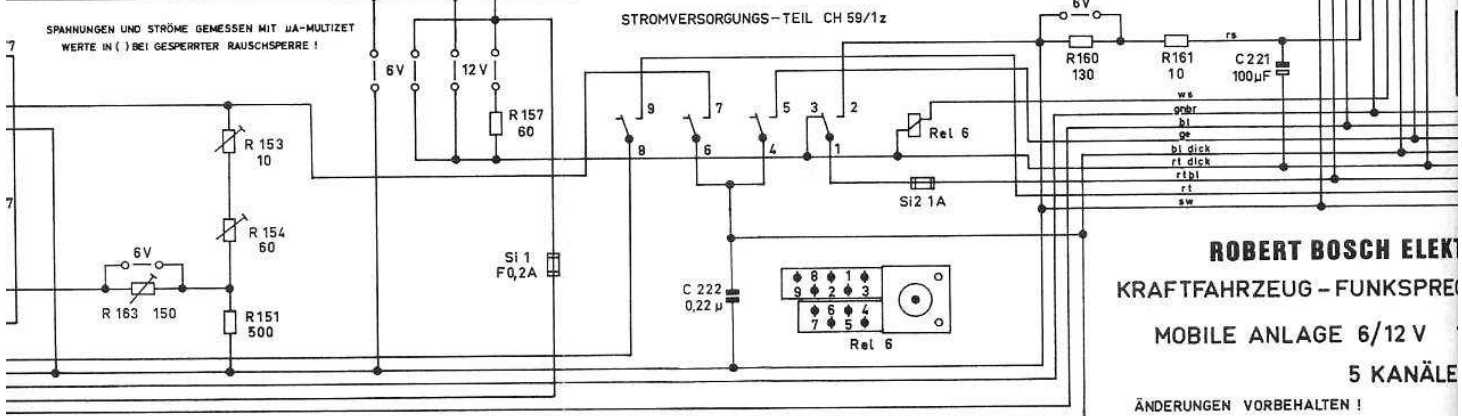 SPANNUNGEN UND STRÖME GEMESSEN MIT µA-MULTIZET
WERTE IN ( ) BEI GESPERRTER RAUSCHSPERRE !
STROMVERSORGUNGS-TEIL CH 59/1z
6V
12V
R157
60
9
8
7
6
5
4
3
2
1
Rel 6
6V
R160
130
R161
10
rs
C221
100µF
ws
gnbr
bl
ge
bl dick
rt dick
rtbl
rt
sw
Si2 1A
R 153
10
R 154
60
6V
R 163 150
R151
500
Si 1
F0,2A
C 222
0,22 µ
8 1
9 2 3
6 4
7 5
Rel 6
ROBERT BOSCH ELEKT
KRAFTFAHRZEUG-FUNKSPREC
MOBILE ANLAGE 6/12 V
5 KANÄLE
ÄNDERUNGEN VORBEHALTEN !